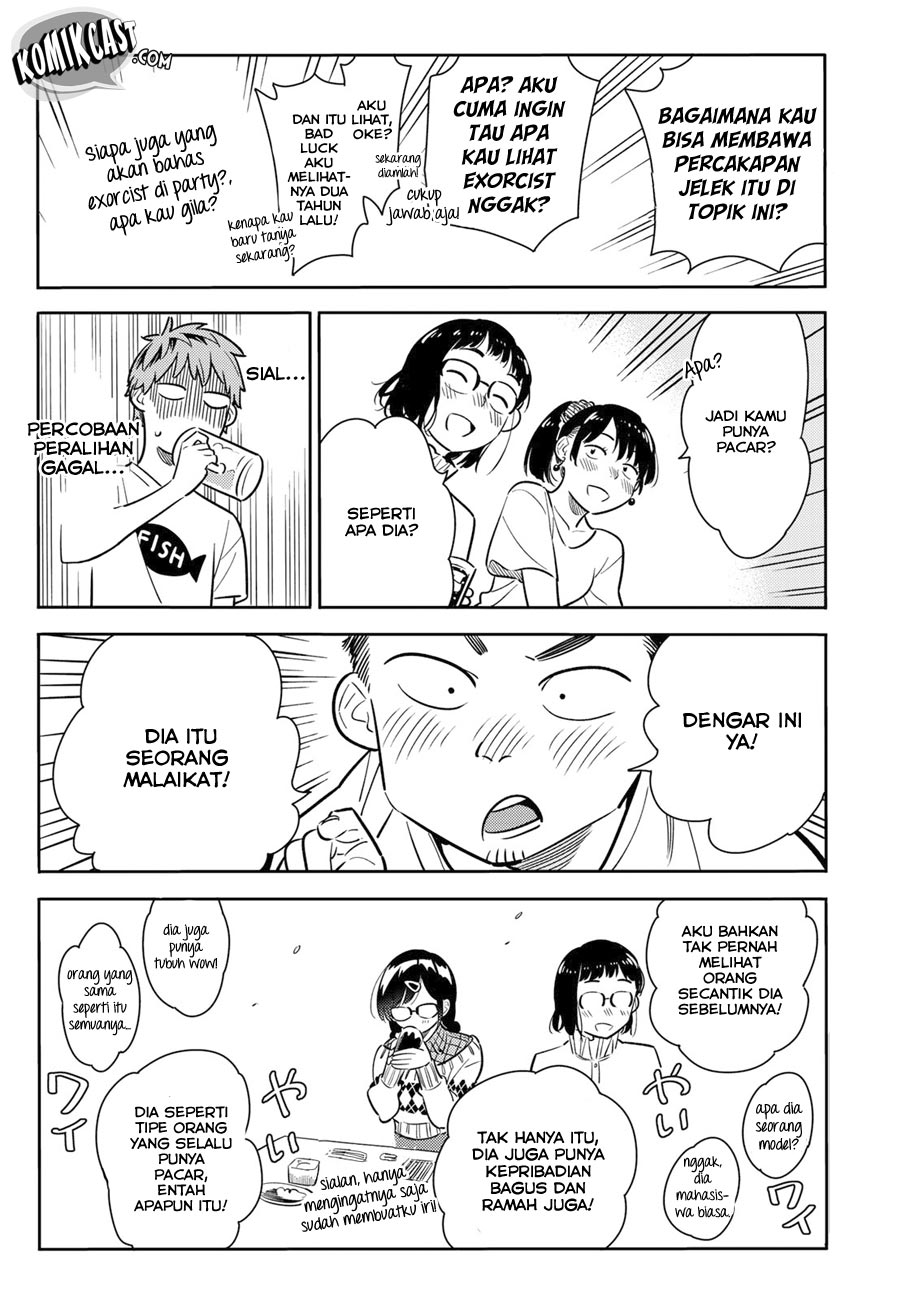 KOMIKCAST
.COM
BAGAIMANA KAU
BISA MEMBAWA
PERCAKAPAN
JELEK ITU DI
TOPIK INI?
APA? AKU
CUMA INGIN
TAU APA
KAU LIHAT
EXORCIST
NGGAK?
cukup
jawab aja!
AKU
LIHAT,
OKE?
sekarang
diamlah!
DAN ITU
BAD
LUCK
AKU
MELIHAT-
NYA DUA
TAHUN
LALU!
kenapa kau
baru tanya
sekarang?
siapa juga yang
akan bahas
exorcist di party?,
apa kau gila?
Apa?
JADI KAMU
PUNYA
PACAR?
SEPERTI
APA DIA?
SIAL...
PERCOBAAN
PERALIHAN
GAGAL...
FISH
DENGAR INI
YA!
DIA ITU
SEORANG
MALAIKAT!
AKU BAHKAN
TAK PERNAH
MELIHAT
ORANG
SECANTIK DIA
SEBELUMNYA!
apa dia
seorang
model?
nggak,
dia
mahasis-
wa biasa.
TAK HANYA ITU,
DIA JUGA PUNYA
KEPRIBADIAN
BAGUS DAN
RAMAH JUGA!
やい
ワイ
dia juga
punya
tubuh wow!
orang yang
sama
seperti itu
semuanya...
DIA SEPERTI
TIPE ORANG
YANG SELALU
PUNYA
PACAR,
ENTAH
APAPUN ITU!
sialan, hanya
mengingatnya saja
sudah membuatku iri!
やい
ワイ